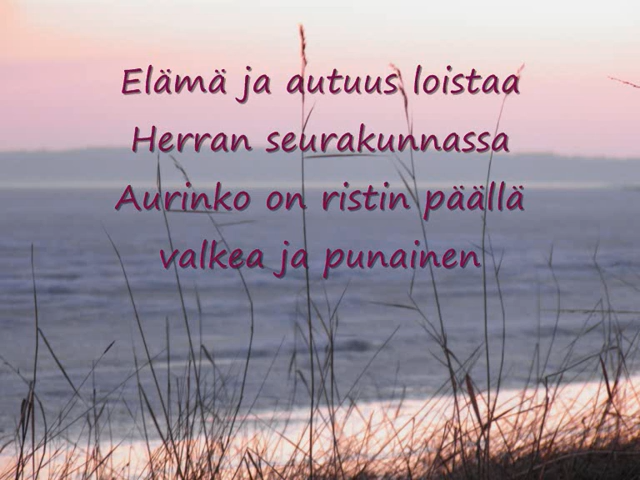 Elämä ja autuus loistaa
Herran seurakunnassa
Aurinko on ristin päällä
valkea ja punainen